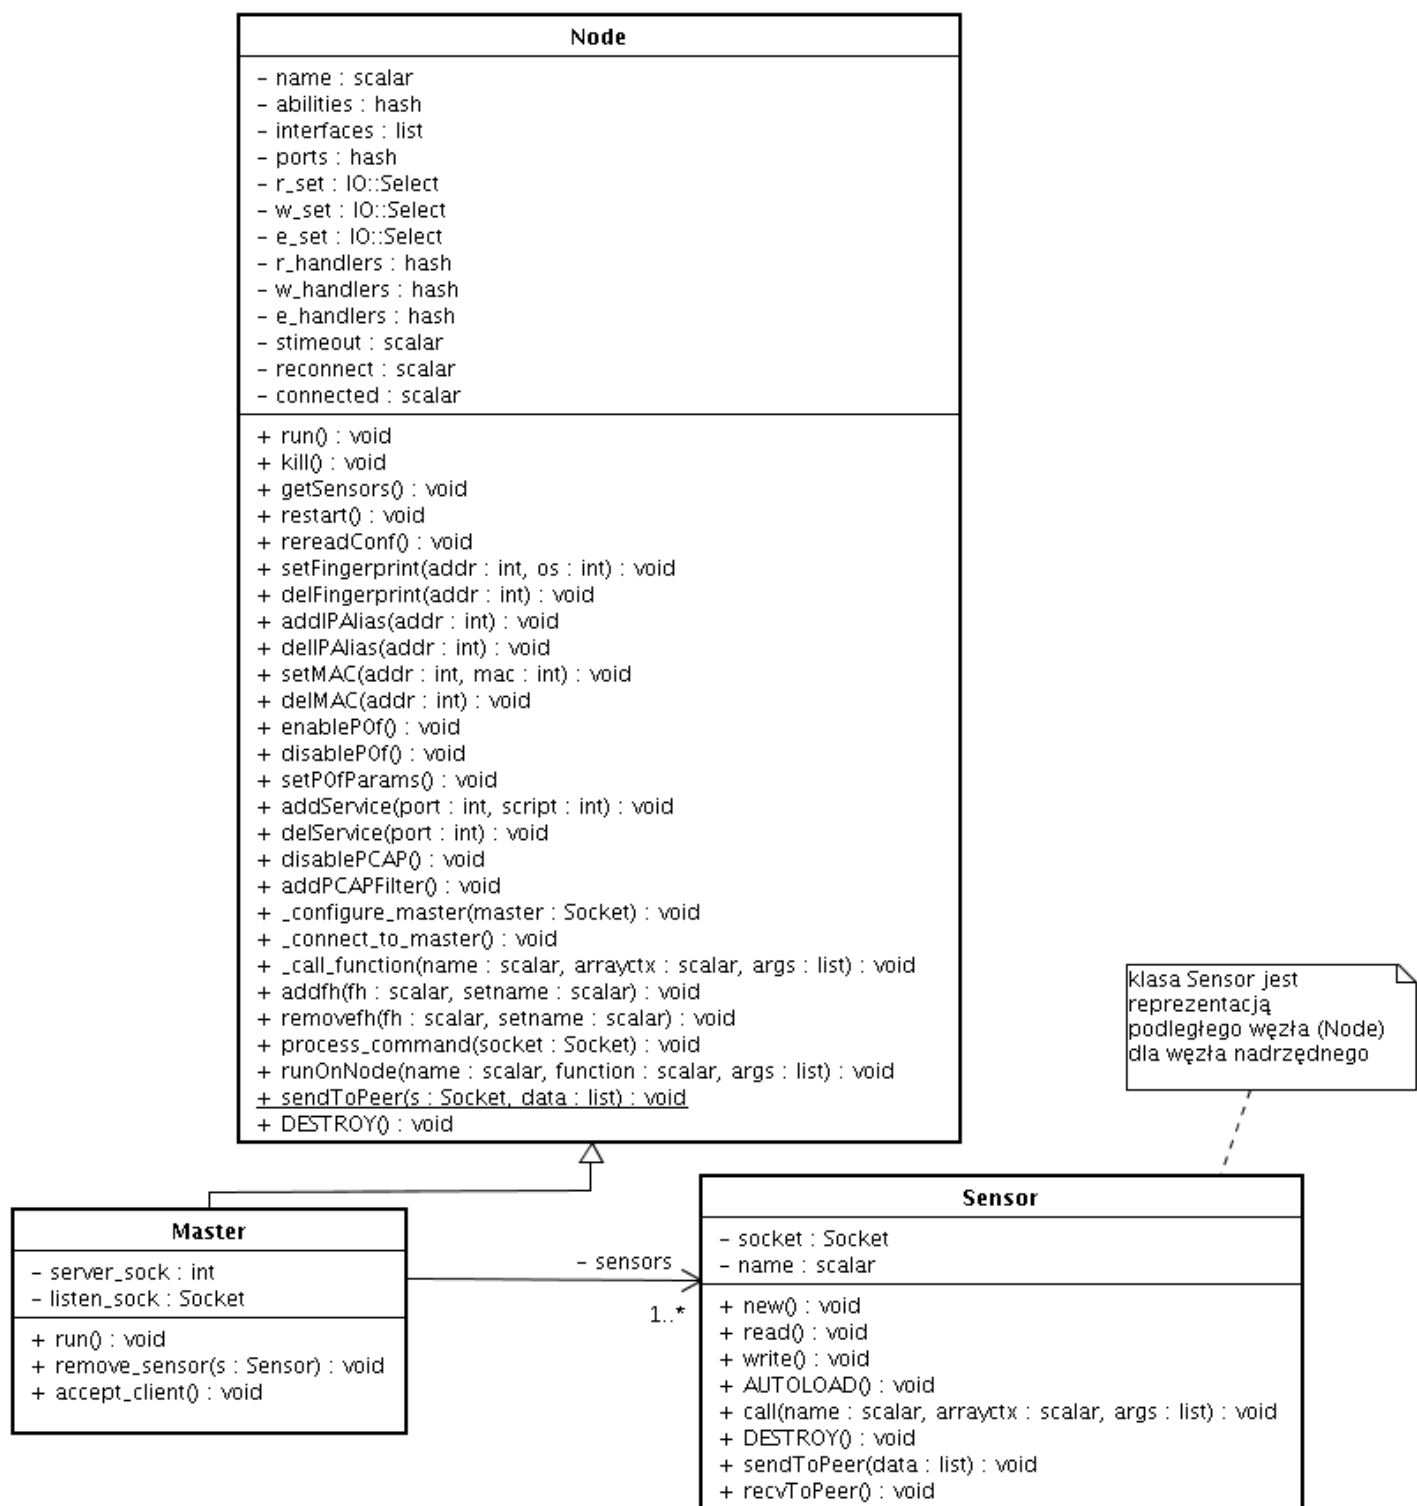 Node
- name : scalar
- abilities : hash
- interfaces : list
- ports : hash
- r_set : IO::Select
- w_set : IO::Select
- e_set : IO::Select
- r_handlers : hash
- w_handlers : hash
- e_handlers : hash
- stimeout : scalar
- reconnect : scalar
- connected : scalar
+ run() : void
+ kill() : void
+ getSensors() : void
+ restart() : void
+ rereadConf() : void
+ setFingerprint(addr : int, os : int) : void
+ delFingerprint(addr : int) : void
+ addIPAlias(addr : int) : void
+ delIPAlias(addr : int) : void
+ setMAC(addr : int, mac : int) : void
+ delMAC(addr : int) : void
+ enableP0f() : void
+ disableP0f() : void
+ setP0fParams() : void
+ addService(port : int, script : int) : void
+ delService(port : int) : void
+ disablePCAP() : void
+ addPCAPFilter() : void
+ _configure_master(master : Socket) : void
+ _connect_to_master() : void
+ _call_function(name : scalar, arrayctx : scalar, args : list) : void
+ addfh(fh : scalar, setname : scalar) : void
+ removefh(fh : scalar, setname : scalar) : void
+ process_command(socket : Socket) : void
+ runOnNode(name : scalar, function : scalar, args : list) : void
+ sendToPeer(s : Socket, data : list) : void
+ DESTROY() : void
klasa Sensor jest
reprezentacją
podległego węzła (Node)
dla węzła nadrzędnego
Master
- server_sock : int
- listen_sock : Socket
+ run() : void
+ remove_sensor(s : Sensor) : void
+ accept_client() : void
- sensors
1..*
Sensor
- socket : Socket
- name : scalar
+ new() : void
+ read() : void
+ write() : void
+ AUTOLOAD() : void
+ call(name : scalar, arrayctx : scalar, args : list) : void
+ DESTROY() : void
+ sendToPeer(data : list) : void
+ recvToPeer() : void